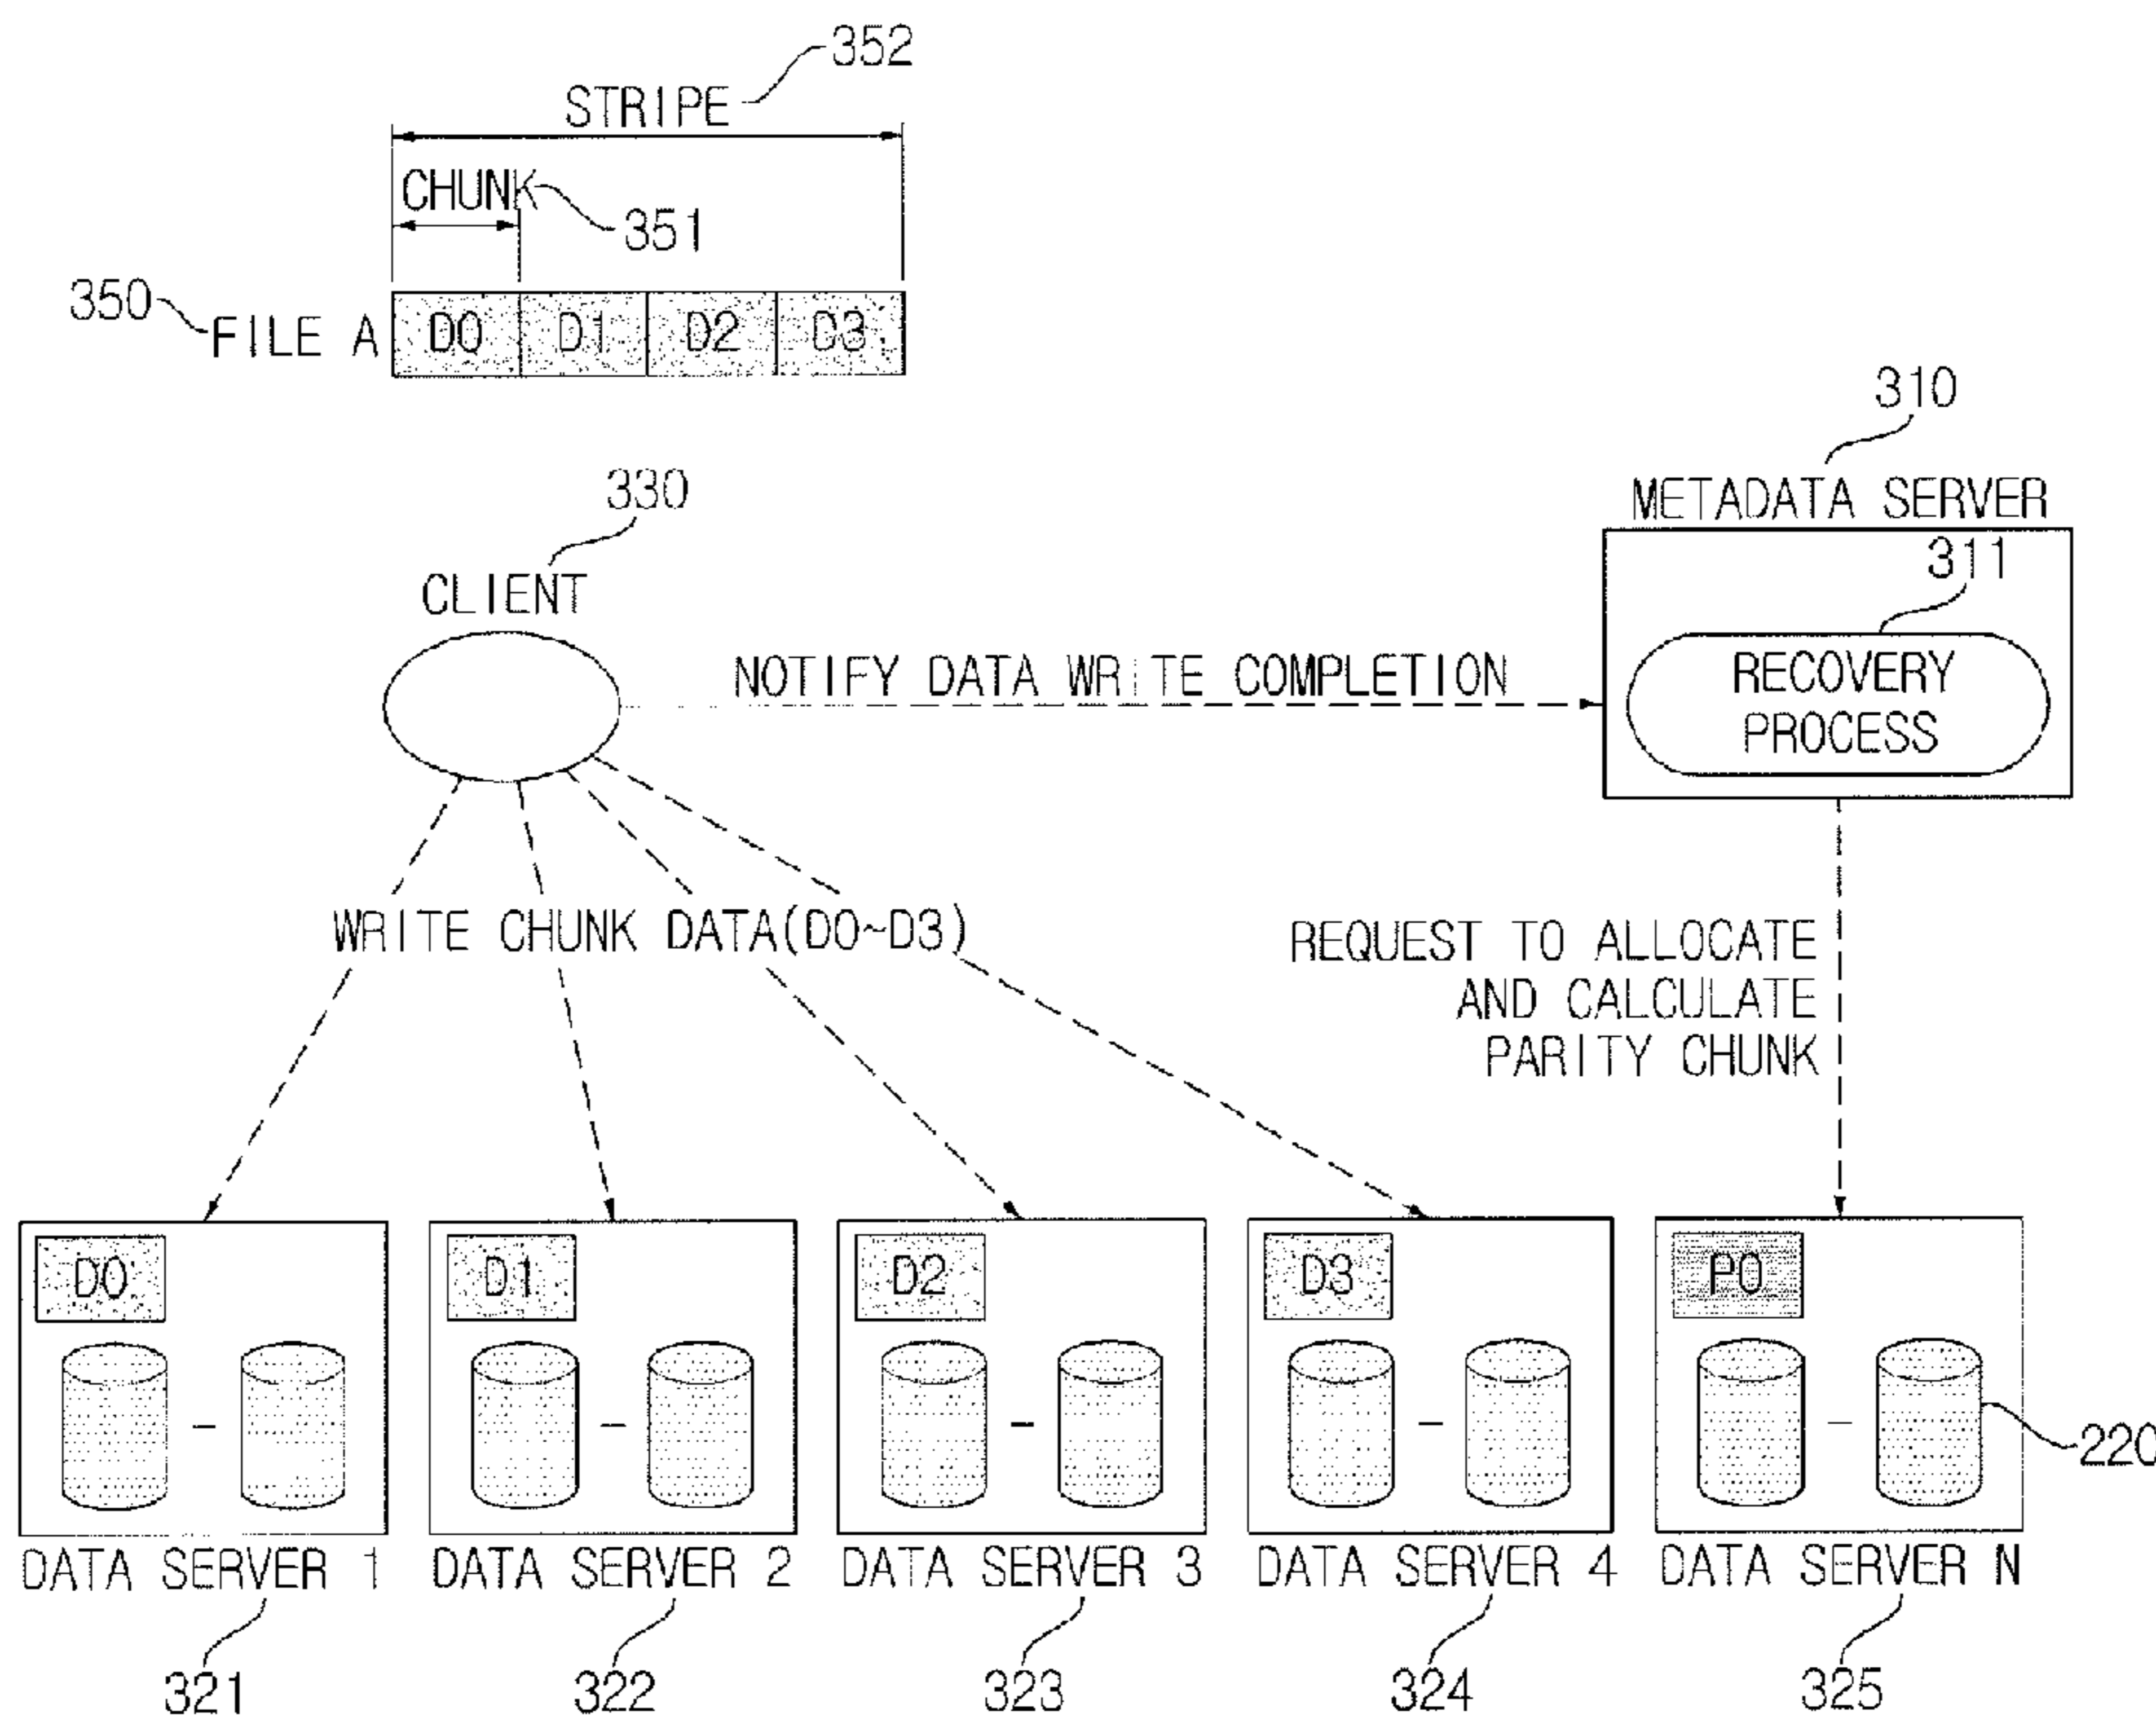 352
STRIPE
CHUNK
351
350
FILE A D0 D1 D2 D3
310
METADATA SERVER
330
CLIENT
311
RECOVERY
PROCESS
NOTIFY DATA WRITE COMPLETION
WRITE CHUNK DATA(D0~D3)
REQUEST TO ALLOCATE
AND CALCULATE
PARITY CHUNK
D0 D1 D2 D3 P0
220
DATA SERVER 1 DATA SERVER 2 DATA SERVER 3 DATA SERVER 4 DATA SERVER N
321 322 323 324 325